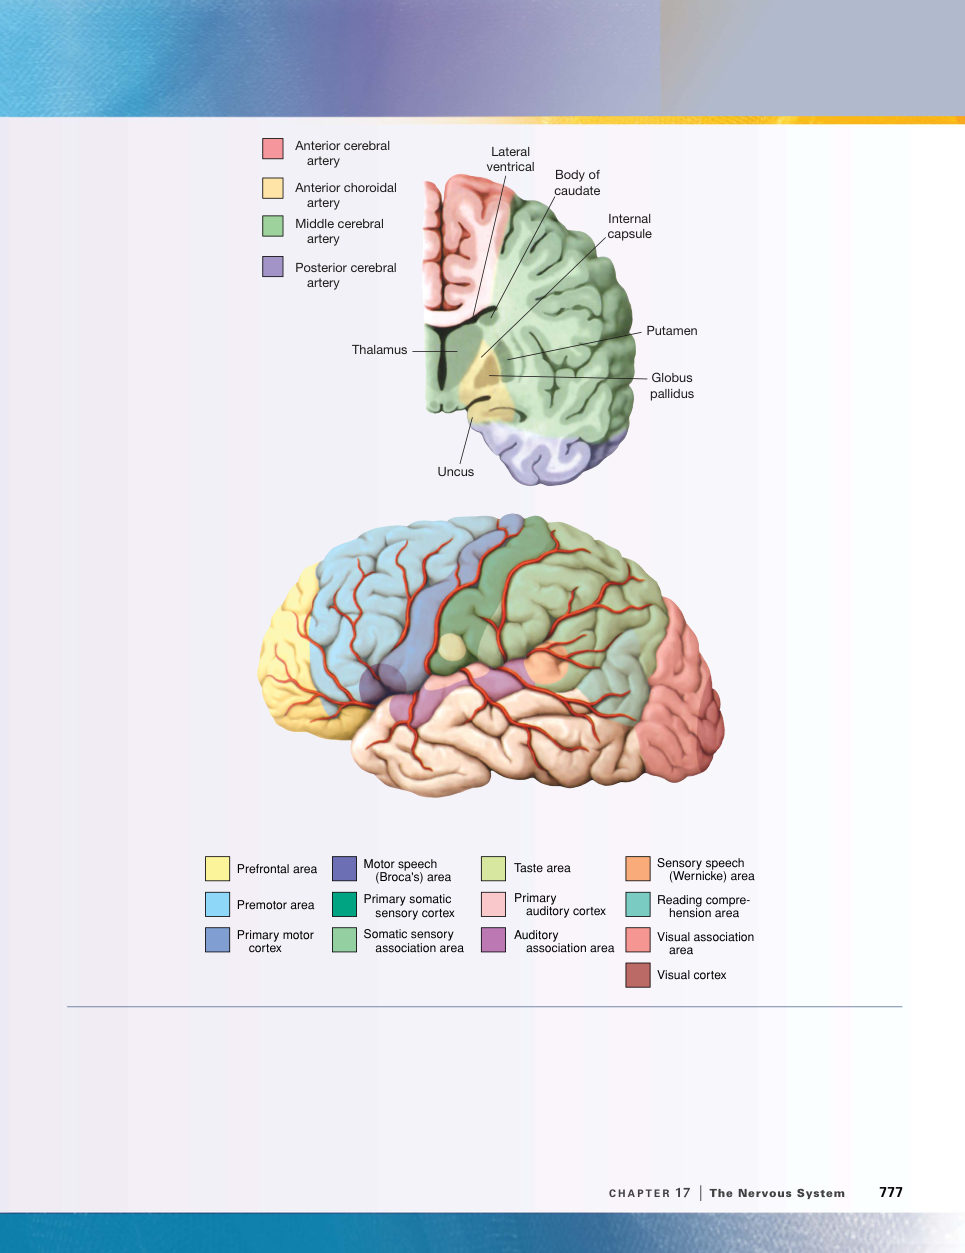 Anterior cerebral
artery
Anterior choroidal
artery
Middle cerebral
artery
Posterior cerebral
artery
Lateral
ventrical
Body of
caudate
Internal
capsule
Putamen
Thalamus
Globus
pallidus
Uncus
Prefrontal area
Premotor area
Primary motor
cortex
Motor speech
(Broca's) area
Primary somatic
sensory cortex
Somatic sensory
association area
Taste area
Primary
auditory cortex
Auditory
association area
Sensory speech
(Wernicke) area
Reading compre-
hension area
Visual association
area
Visual cortex
CHAPTER 17 | The Nervous System 777